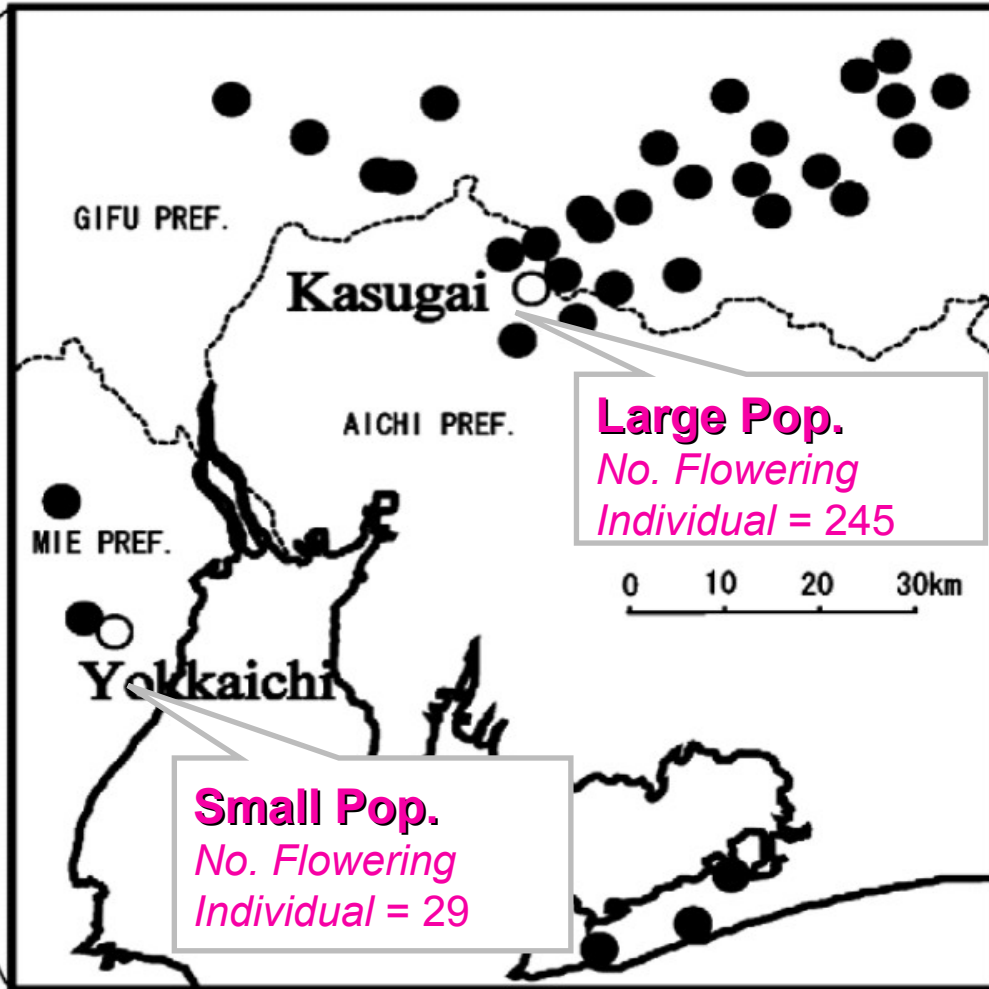 GIFU PREF.
Kasugai
AICHI PREF.
Large Pop.
No. Flowering
Individual = 245
MIE PREF.
0 10 20 30km
Yokkaichi
Small Pop.
No. Flowering
Individual = 29